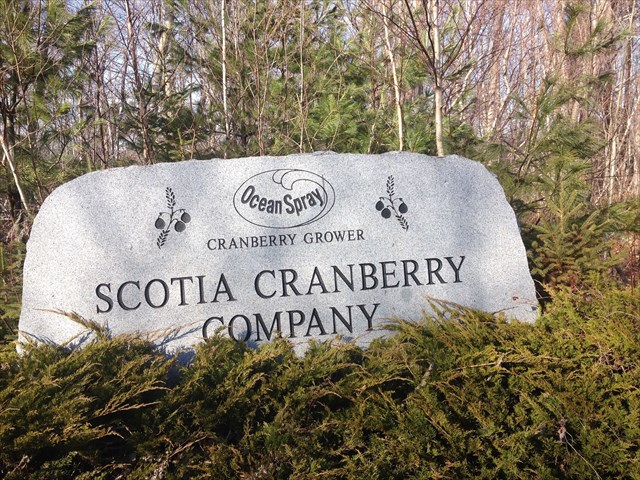 Ocean Spray
CRANBERRY GROWER
SCOTIA CRANBERRY
COMPANY